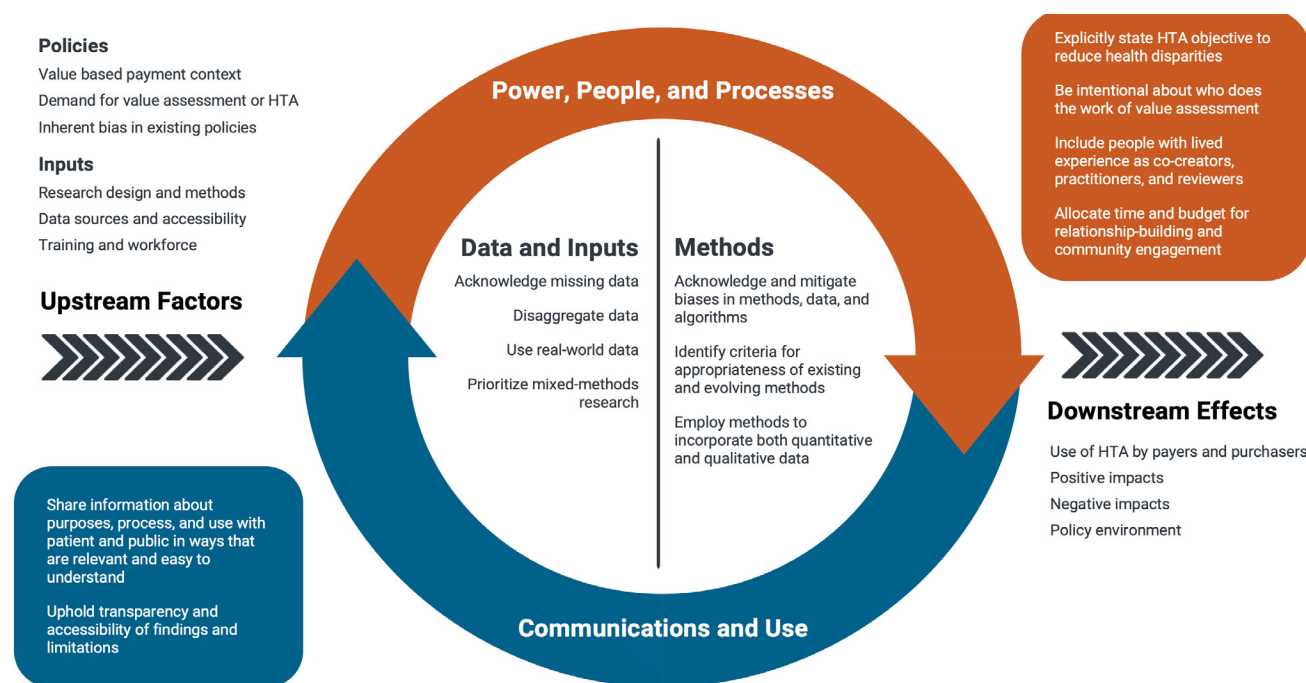 Policies
Value based payment context
Demand for value assessment or HTA
Inherent bias in existing policies
Inputs
Research design and methods
Data sources and accessibility
Training and workforce
Upstream Factors
Power, People, and Processes
Explicitly state HTA objective to
reduce health disparities
Be intentional about who does
the work of value assessment
Include people with lived
experience as co-creators,
practitioners, and reviewers
Allocate time and budget for
relationship-building and
community engagement
Data and Inputs
Acknowledge missing data
Disaggregate data
Use real-world data
Prioritize mixed-methods
research
Methods
Acknowledge and mitigate
biases in methods, data, and
algorithms
Identify criteria for
appropriateness of existing
and evolving methods
Employ methods to
incorporate both quantitative
and qualitative data
Downstream Effects
Use of HTA by payers and purchasers
Positive impacts
Negative impacts
Policy environment
Share information about
purposes, process, and use with
patient and public in ways that
are relevant and easy to
understand
Uphold transparency and
accessibility of findings and
limitations
Communications and Use